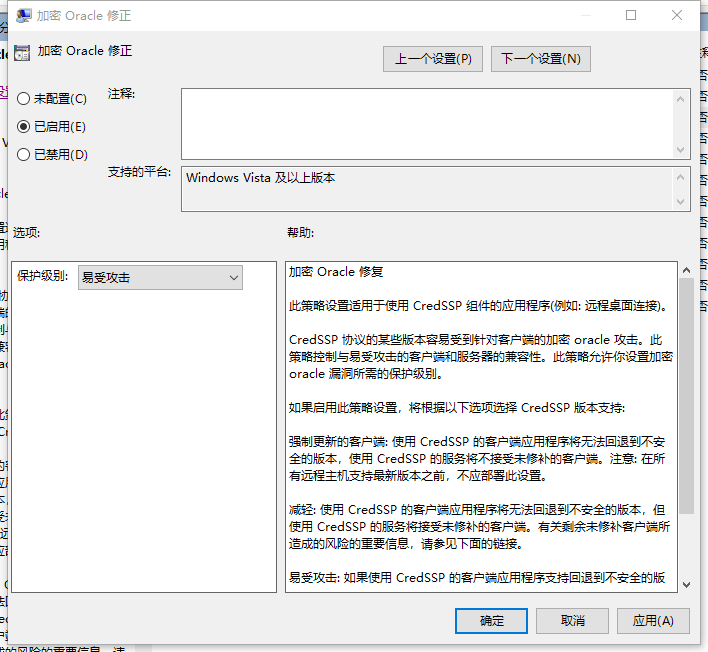 加密 Oracle 修正
加密 Oracle 修正
上一个设置(P)
下一个设置(N)
未配置(C)
注释:
已启用(E)
已禁用(D)
支持的平台:
Windows Vista 及以上版本
选项:
帮助:
保护级别:
易受攻击
加密 Oracle 修复
此策略设置适用于使用 CredSSP 组件的应用程序(例如: 远程桌面连接)。
CredSSP 协议的某些版本容易受到针对客户端的加密 oracle 攻击。此
策略控制与易受攻击的客户端和服务器的兼容性。此策略允许你设置加密
oracle 漏洞所需的保护级别。
如果启用此策略设置，将根据以下选项选择 CredSSP 版本支持:
强制更新的客户端: 使用 CredSSP 的客户端应用程序将无法回退到不安
全的版本，使用 CredSSP 的服务将不接受未修补的客户端。注意: 在所
有远程主机支持最新版本之前，不应部署此设置。
减轻: 使用 CredSSP 的客户端应用程序将无法回退到不安全的版本，但
使用 CredSSP 的服务将接受未修补的客户端。有关剩余未修补客户端所
造成的风险的重要信息，请参见下面的链接。
易受攻击: 如果使用 CredSSP 的客户端应用程序支持回退到不安全的版
确定
取消
应用(A)